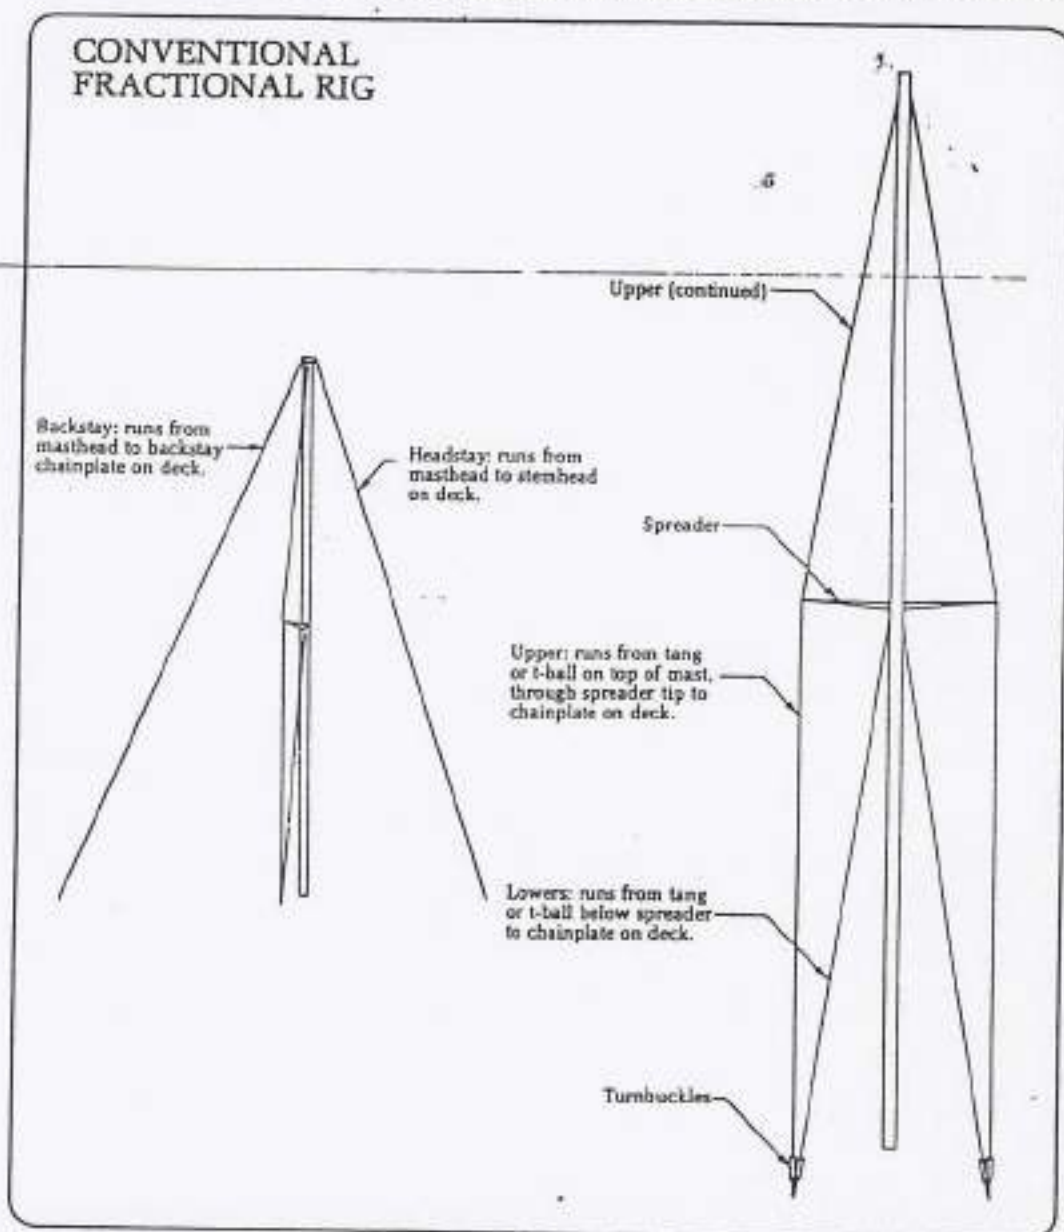 CONVENTIONAL
FRACTIONAL RIG
Upper (continued)
Backstay: runs from
masthead to backstay
chainplate on deck.
Headstay: runs from
masthead to stemhead
on deck.
Spreader
Upper: runs from tang
or t-ball on top of mast,
through spreader tip to
chainplate on deck.
Lowers: runs from tang
or t-ball below spreader
to chainplate on deck.
Turnbuckles